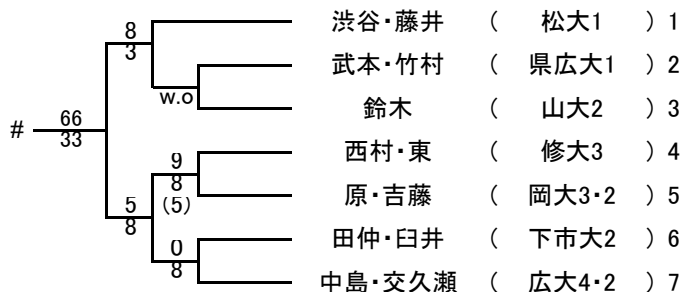 渋谷・藤井 ( 松大1 ) 1
8
3
武本・竹村 ( 県広大1 ) 2
w.o
鈴木 ( 山大2 ) 3
# 66
33
西村・東 ( 修大3 ) 4
9
8
(5)
原・吉藤 ( 岡大3・2 ) 5
5
8
田仲・臼井 ( 下市大2 ) 6
0
8
中島・交久瀬 ( 広大4・2 ) 7